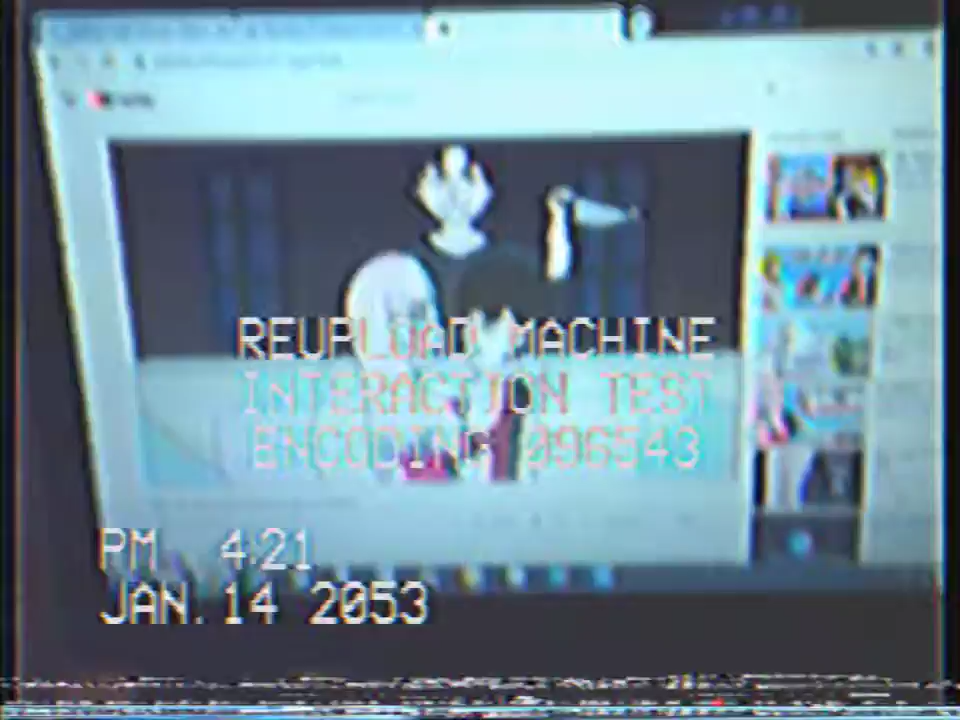 REUPLOAD MACHINE
INTERACTION TEST
ENCODING 096543
PM 4:21
JAN. 14 2053